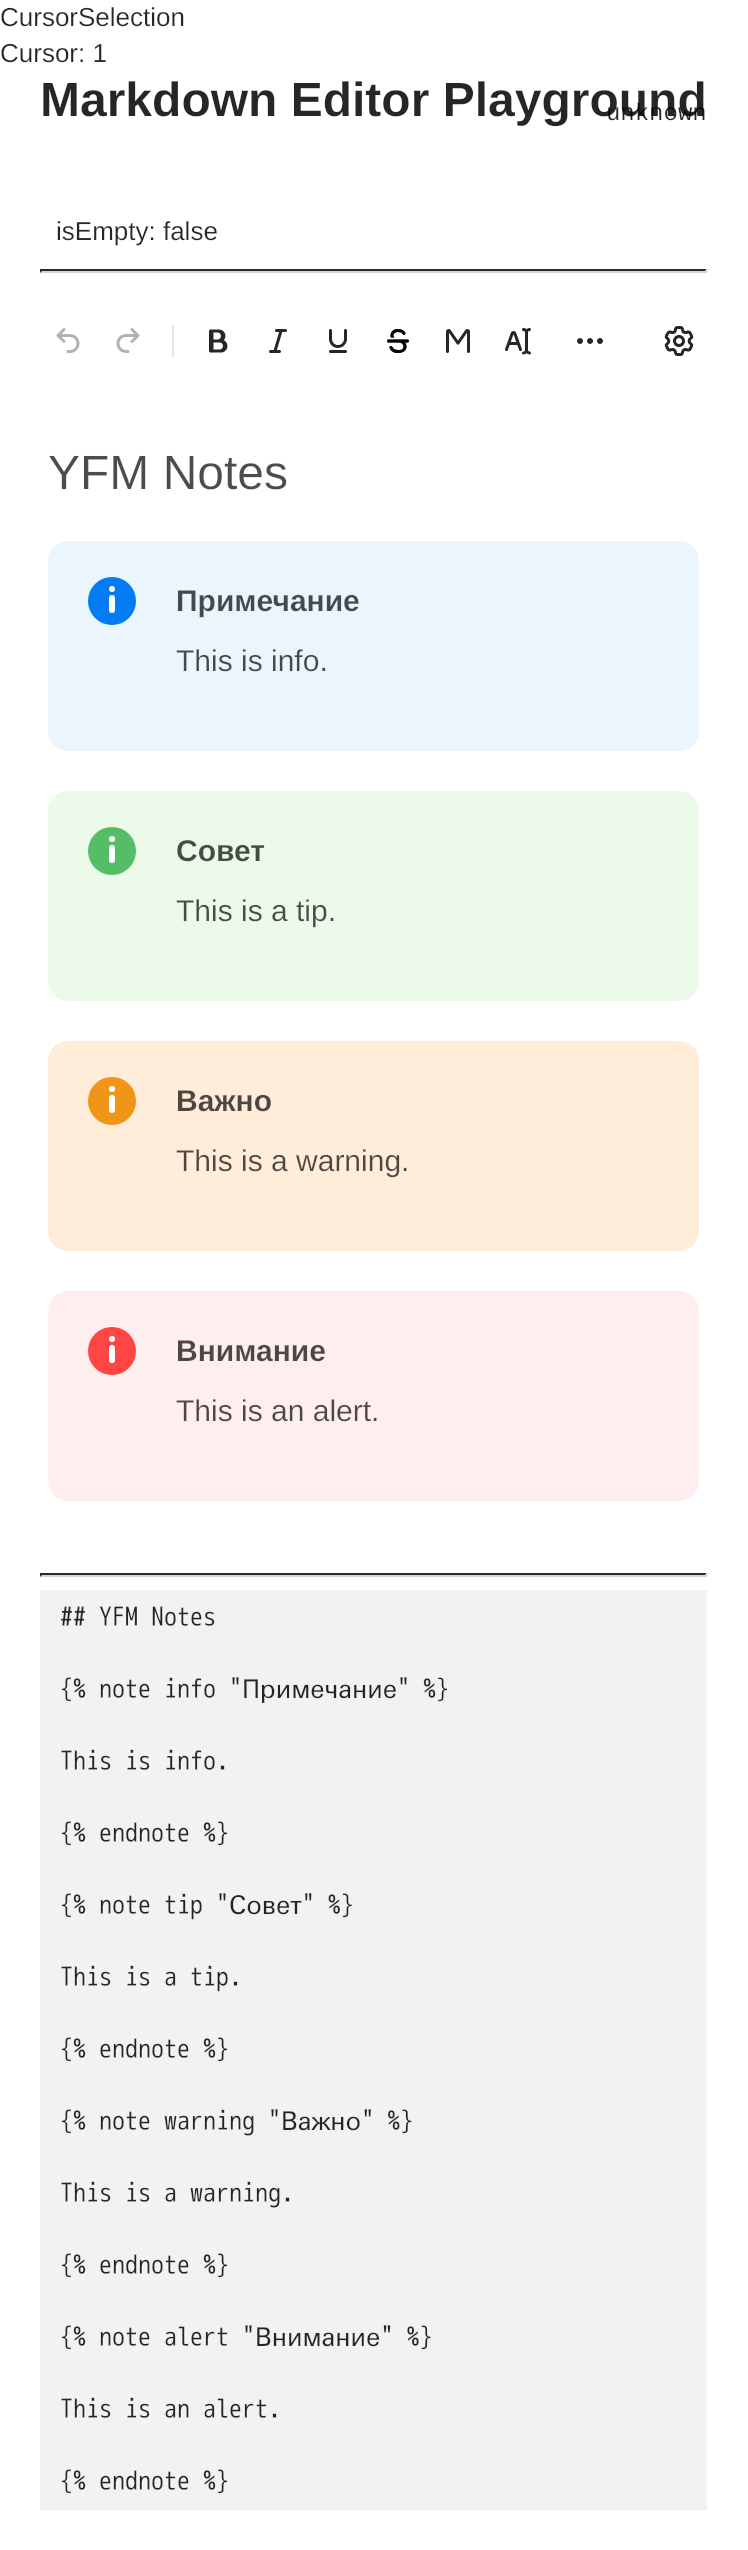 CursorSelection
Cursor: 1
Markdown Editor Playground
unknown
isEmpty: false
YFM Notes
Примечание
This is info.
Совет
This is a tip.
Важно
This is a warning.
Внимание
This is an alert.
## YFM Notes
{% note info "Примечание" %}
This is info.
{% endnote %}
{% note tip "Совет" %}
This is a tip.
{% endnote %}
{% note warning "Важно" %}
This is a warning.
{% endnote %}
{% note alert "Внимание" %}
This is an alert.
{% endnote %}